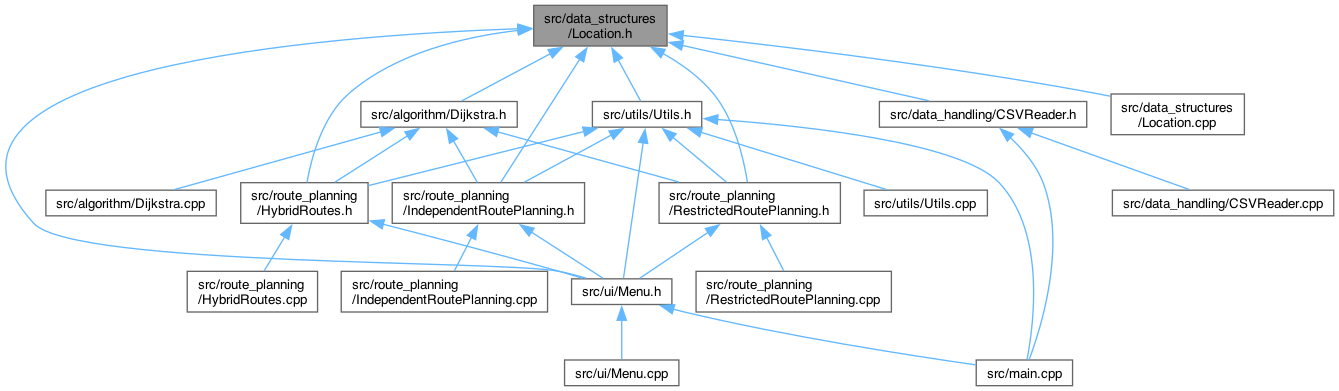 src/data_structures
/Location.h
src/algorithm/Dijkstra.h
src/utils/Utils.h
src/data_handling/CSVReader.h
src/data_structures
/Location.cpp
src/algorithm/Dijkstra.cpp
src/route_planning
/HybridRoutes.h
src/route_planning
/IndependentRoutePlanning.h
src/route_planning
/RestrictedRoutePlanning.h
src/utils/Utils.cpp
src/data_handling/CSVReader.cpp
src/route_planning
/HybridRoutes.cpp
src/route_planning
/IndependentRoutePlanning.cpp
src/ui/Menu.h
src/route_planning
/RestrictedRoutePlanning.cpp
src/ui/Menu.cpp
src/main.cpp